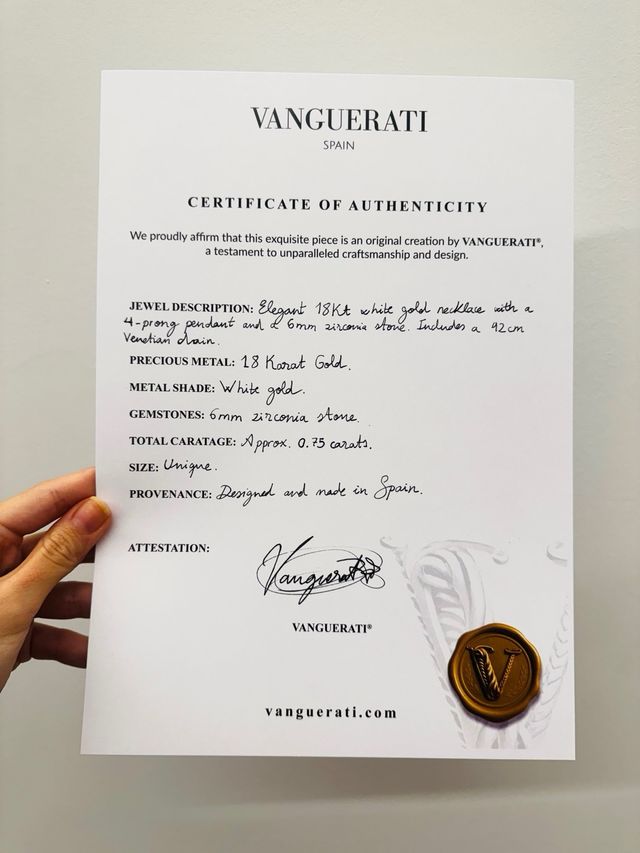 VANGUERATI
SPAIN
CERTIFICATE OF AUTHENTICITY
We proudly affirm that this exquisite piece is an original creation by VANGUERATI®,
a testament to unparalleled craftsmanship and design.
JEWEL DESCRIPTION: Elegant 18Kt white gold necklace with a
4-prong pendant and a 6mm zirconia stone. Includes a 42cm
Venetian chain.
PRECIOUS METAL: 18 Karat Gold.
METAL SHADE: White gold.
GEMSTONES: 6mm zirconia stone.
TOTAL CARATAGE: Approx. 0.75 carats.
SIZE: Unique.
PROVENANCE: Designed and made in Spain.
ATTESTATION:
Vanguerati
VANGUERATI®
V
vanguerati.com